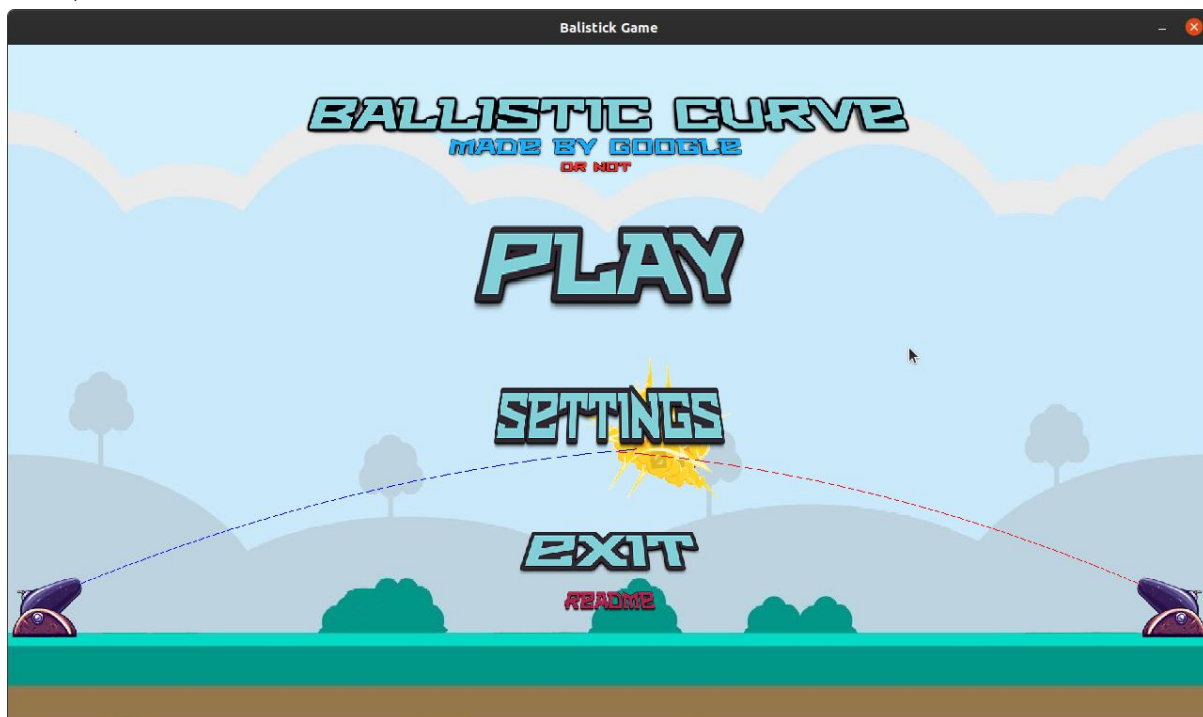 Balistick Game
BALLISTIC CURVE
MADE BY GOOGLE
OR NOT
PLAY
SETTINGS
EXIT
README